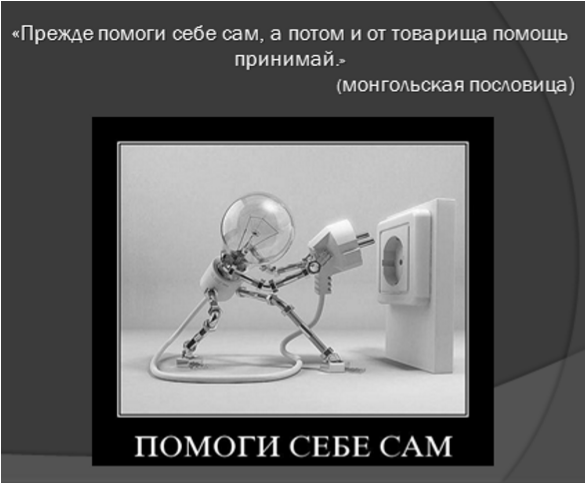 «Прежде помоги себе сам, а потом и от товарища помощь
принимай.»
(монгольская пословица)
ПОМОГИ СЕБЕ САМ